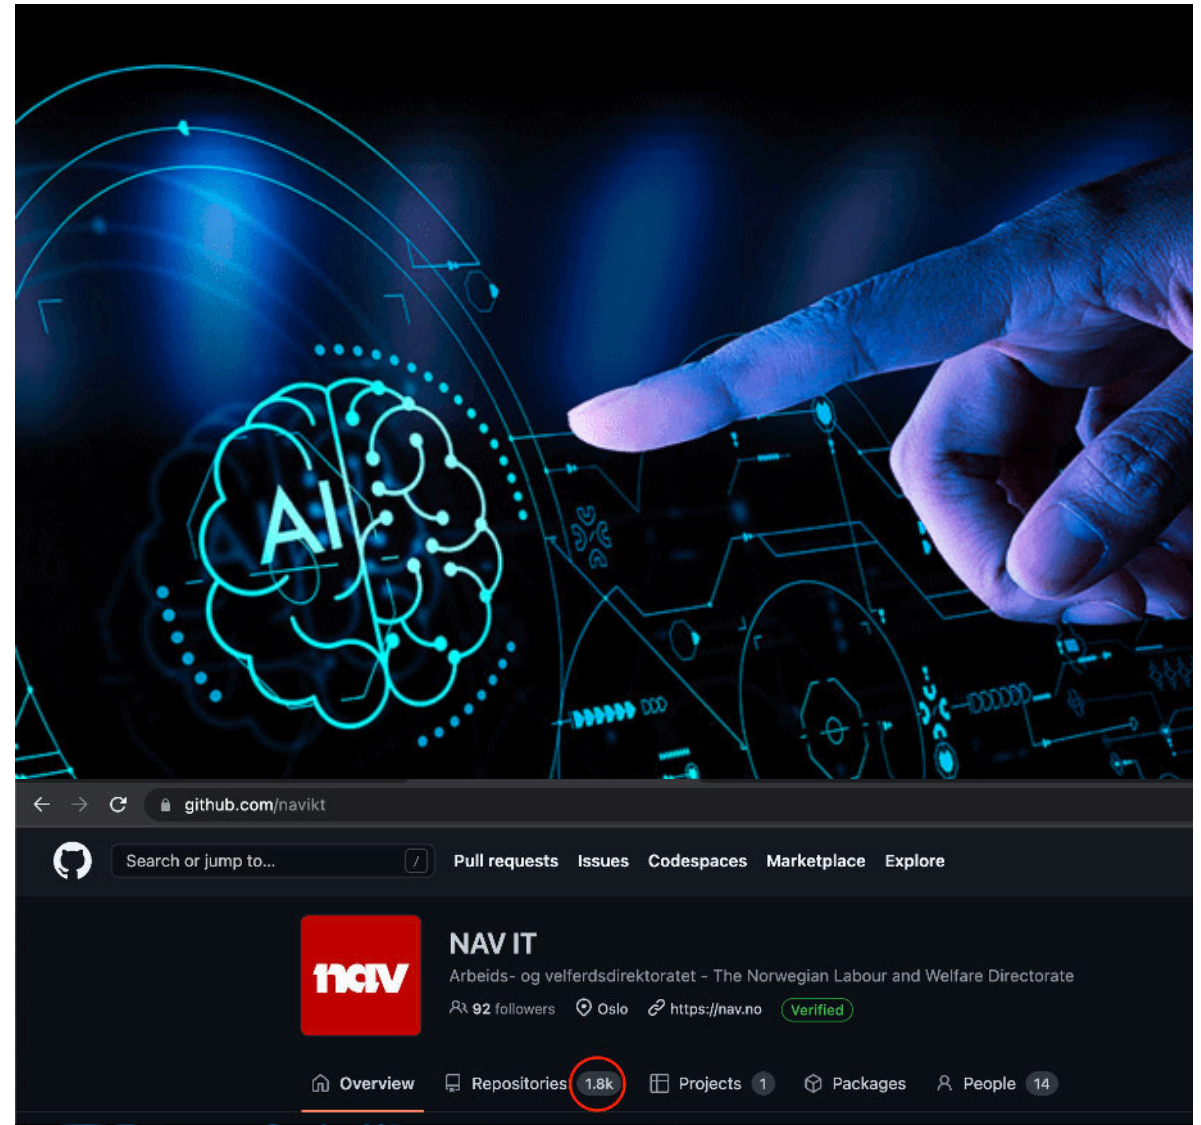 AI
github.com/navikt
Search or jump to... /
Pull requests Issues Codespaces Marketplace Explore
nav
NAV IT
Arbeids- og velferdsdirektoratet - The Norwegian Labour and Welfare Directorate
92 followers Oslo https://nav.no Verified
Overview Repositories 1.8k Projects 1 Packages People 14